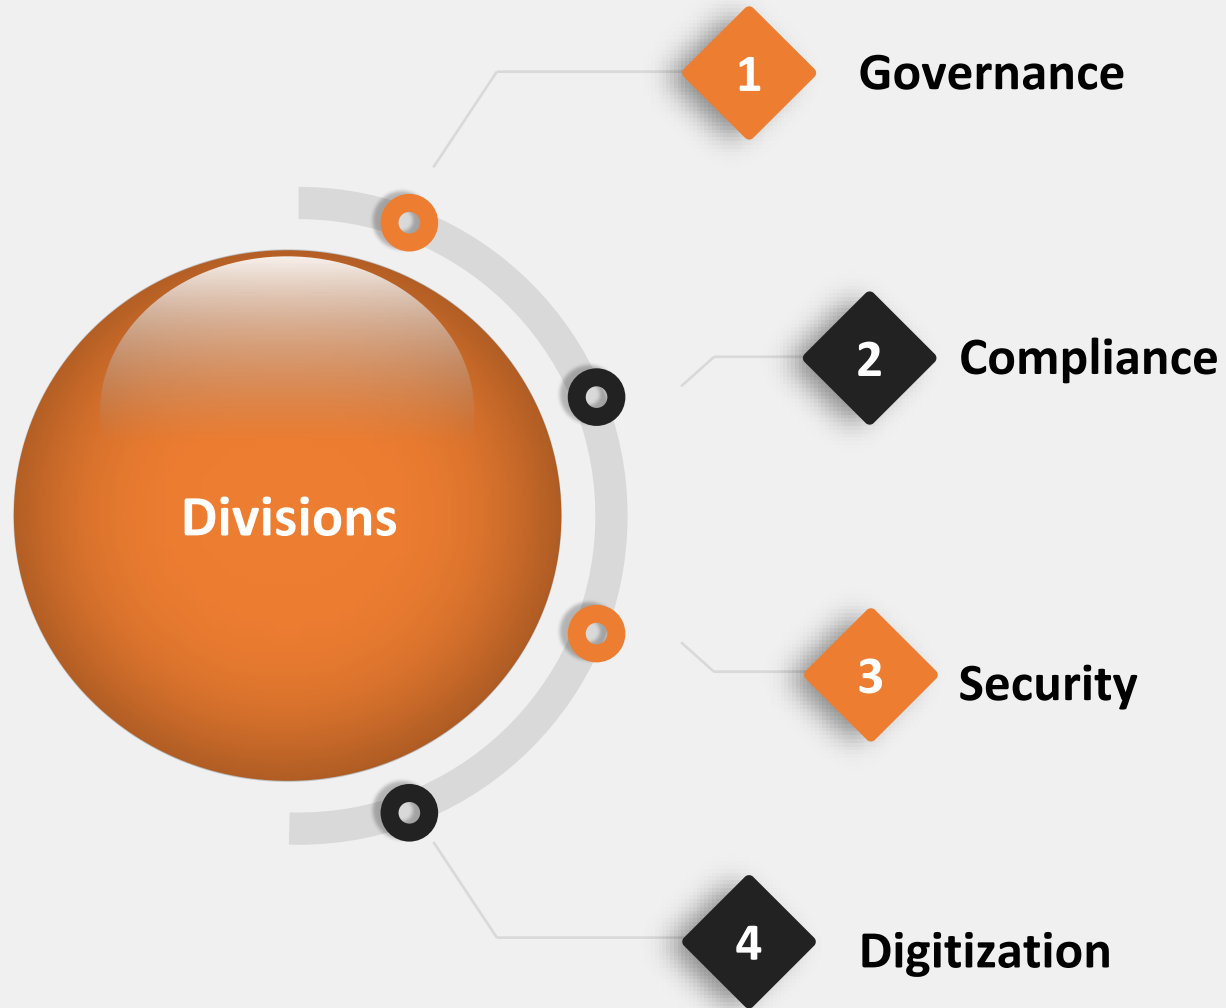 1 Governance
2 Compliance
Divisions
3 Security
4 Digitization